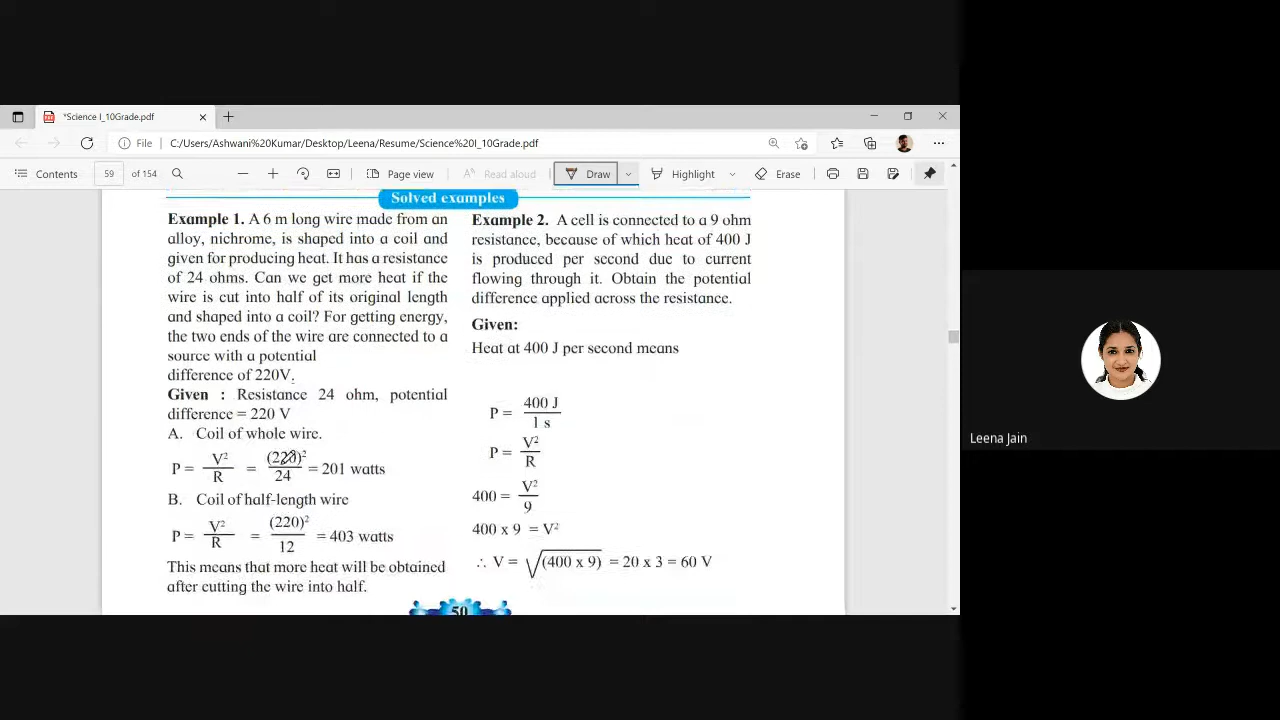 *Science I_10Grade.pdf
File C:/Users/Ashwani%20Kumar/Desktop/Leena/Resume/Science%20I_10Grade.pdf
Contents 59 of 154 Page view Read aloud Draw Highlight Erase
Solved examples
Example 1. A 6 m long wire made from an
alloy, nichrome, is shaped into a coil and
given for producing heat. It has a resistance
of 24 ohms. Can we get more heat if the
wire is cut into half of its original length
and shaped into a coil? For getting energy,
the two ends of the wire are connected to a
source with a potential
difference of 220V.
Given : Resistance 24 ohm, potential
difference = 220 V
A. Coil of whole wire.
P = V²/R = (220)²/24 = 201 watts
B. Coil of half-length wire
P = V²/R = (220)²/12 = 403 watts
This means that more heat will be obtained
after cutting the wire into half.
Example 2. A cell is connected to a 9 ohm
resistance, because of which heat of 400 J
is produced per second due to current
flowing through it. Obtain the potential
difference applied across the resistance.
Given:
Heat at 400 J per second means
P = 400 J/1 s
P = V²/R
400 = V²/9
400 x 9 = V²
∴ V = √(400 x 9) = 20 x 3 = 60 V
50
Leena Jain